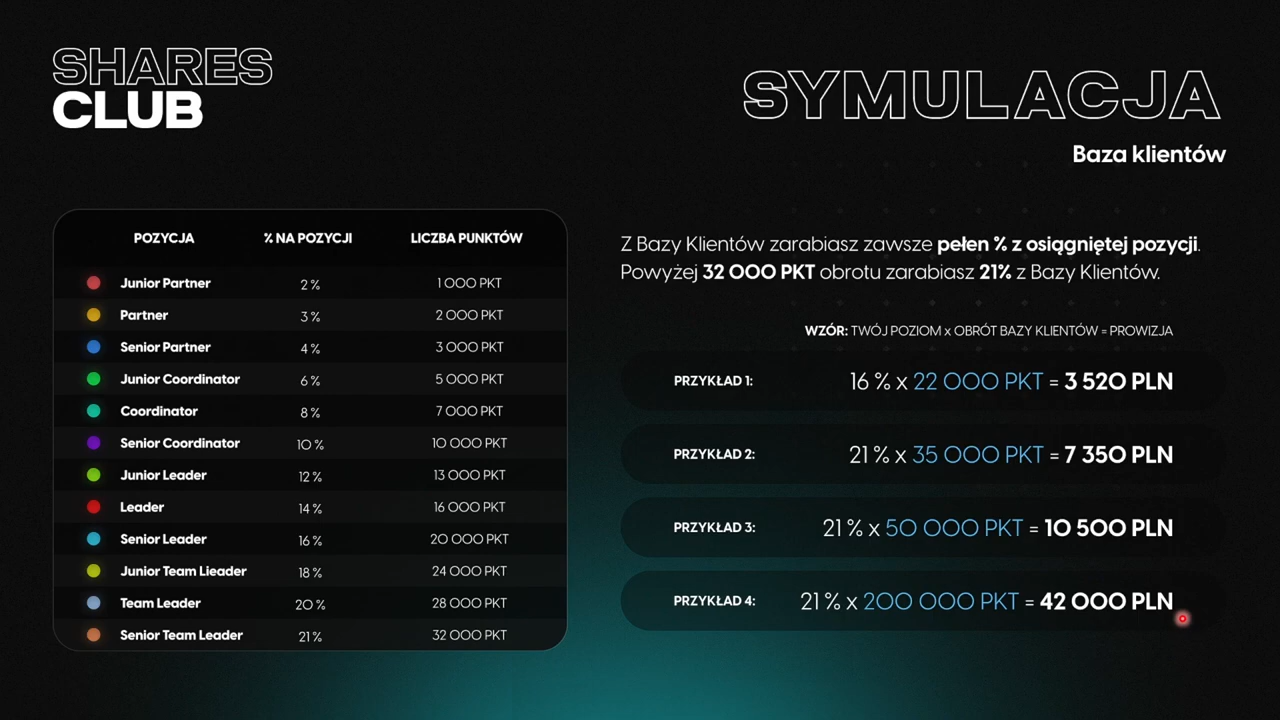 SHARES
CLUB
SYMULACJA
Baza klientów
POZYCJA % NA POZYCJI LICZBA PUNKTÓW
Junior Partner 2 % 1 000 PKT
Partner 3 % 2 000 PKT
Senior Partner 4 % 3 000 PKT
Junior Coordinator 6 % 5 000 PKT
Coordinator 8 % 7 000 PKT
Senior Coordinator 10 % 10 000 PKT
Junior Leader 12 % 13 000 PKT
Leader 14 % 16 000 PKT
Senior Leader 16 % 20 000 PKT
Junior Team Lieader 18 % 24 000 PKT
Team Leader 20 % 28 000 PKT
Senior Team Leader 21 % 32 000 PKT
Z Bazy Klientów zarabiasz zawsze pełen % z osiągniętej pozycji.
Powyżej 32 000 PKT obrotu zarabiasz 21% z Bazy Klientów.
WZÓR: TWÓJ POZIOM x OBRÓT BAZY KLIENTÓW = PROWIZJA
PRZYKŁAD 1: 16 % x 22 000 PKT = 3 520 PLN
PRZYKŁAD 2: 21 % x 35 000 PKT = 7 350 PLN
PRZYKŁAD 3: 21 % x 50 000 PKT = 10 500 PLN
PRZYKŁAD 4: 21 % x 200 000 PKT = 42 000 PLN